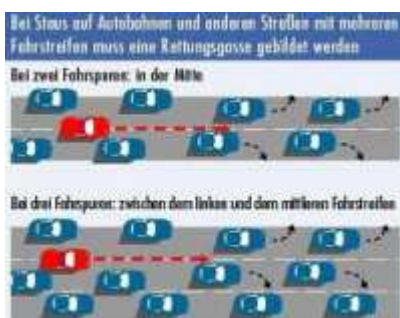 Bei Staus auf Autobahnen und anderen Straßen mit mehreren
Fahrstreifen muss eine Rettungsgasse gebildet werden
Bei zwei Fahrspuren: in der Mitte
Bei drei Fahrspuren: zwischen dem linken und dem mittleren Fahrstreifen